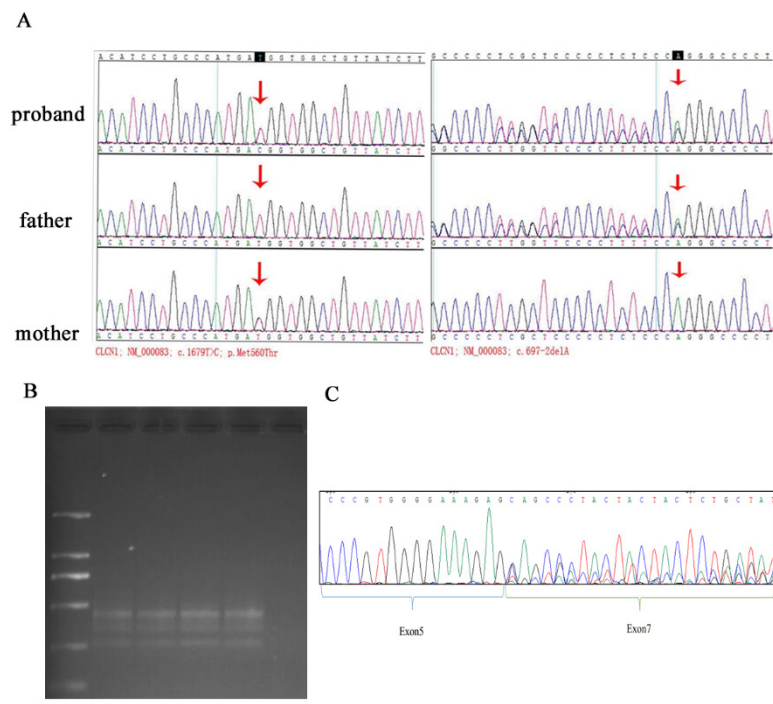 A
A C A T C C T G C C C A T G A T G G T G G C T G T T A T C T T
G C C C C C T C G C T C C C C C T C T C C A G G G C C C C T
proband
A C A T C C T G C C C A T G A C G G T G G C T G T T A T C T T
G C C C C C T T G G T T C C C C T T T C C A G G G C C C C T
father
A C A T C C T G C C C A T G A T G G T G G C T G T T A T C T T
G C C C C C T T G G T T C C C C T T T T C C A G G G C C C C T
mother
A C A T C C T G C C C A T G A T G G T G G C T G T T A T C T T
G C C C C C T C G C T C C C C C T C T C C A G G G C C C C T
CLCN1; NM_000083; c.1679T>C; p.Met560Thr
CLCN1; NM_000083; c.697-2delA
B
C
C C C G T G G G G A A A G A G C A G C C C T A C T A C T A C T C T G C T A T
Exon5
Exon7